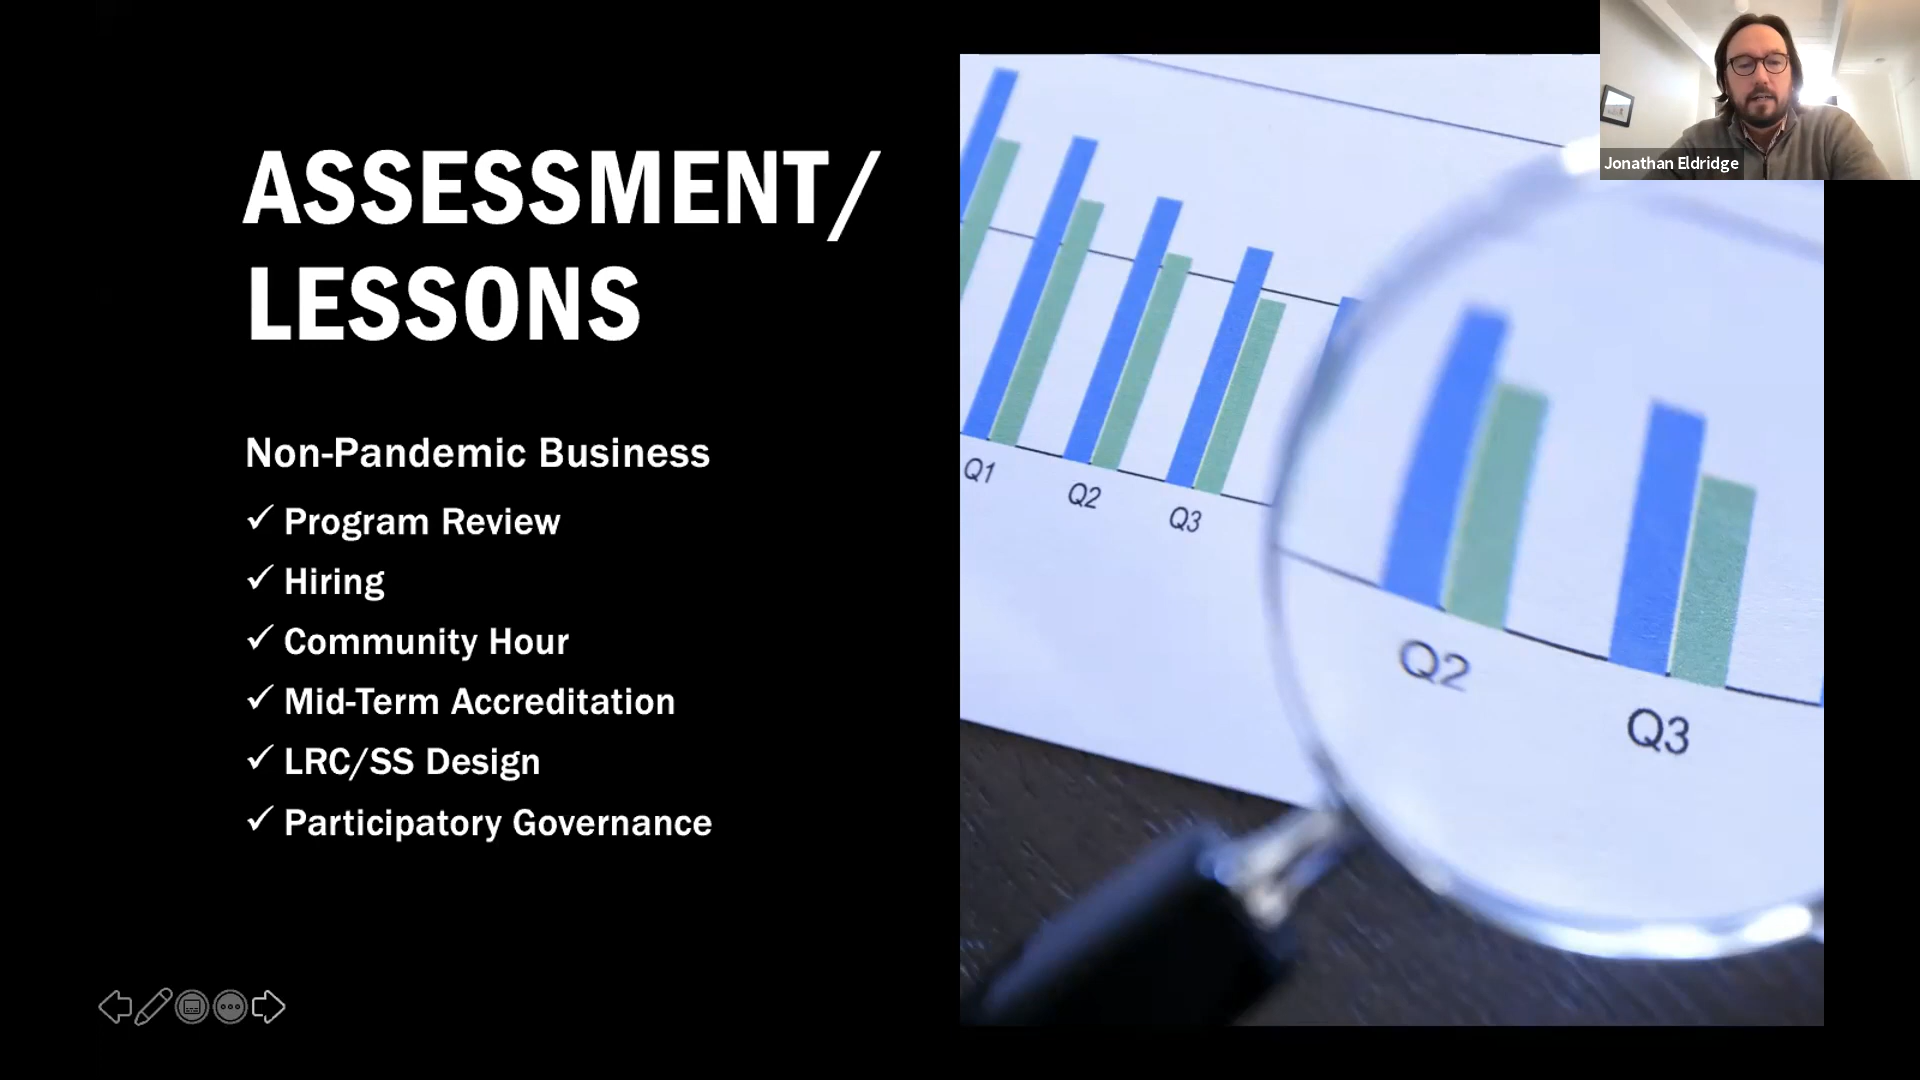 ASSESSMENT/
LESSONS
Non-Pandemic Business
✓ Program Review
✓ Hiring
✓ Community Hour
✓ Mid-Term Accreditation
✓ LRC/SS Design
✓ Participatory Governance
Q1
Q2
Q3
Q2
Q3
Jonathan Eldridge